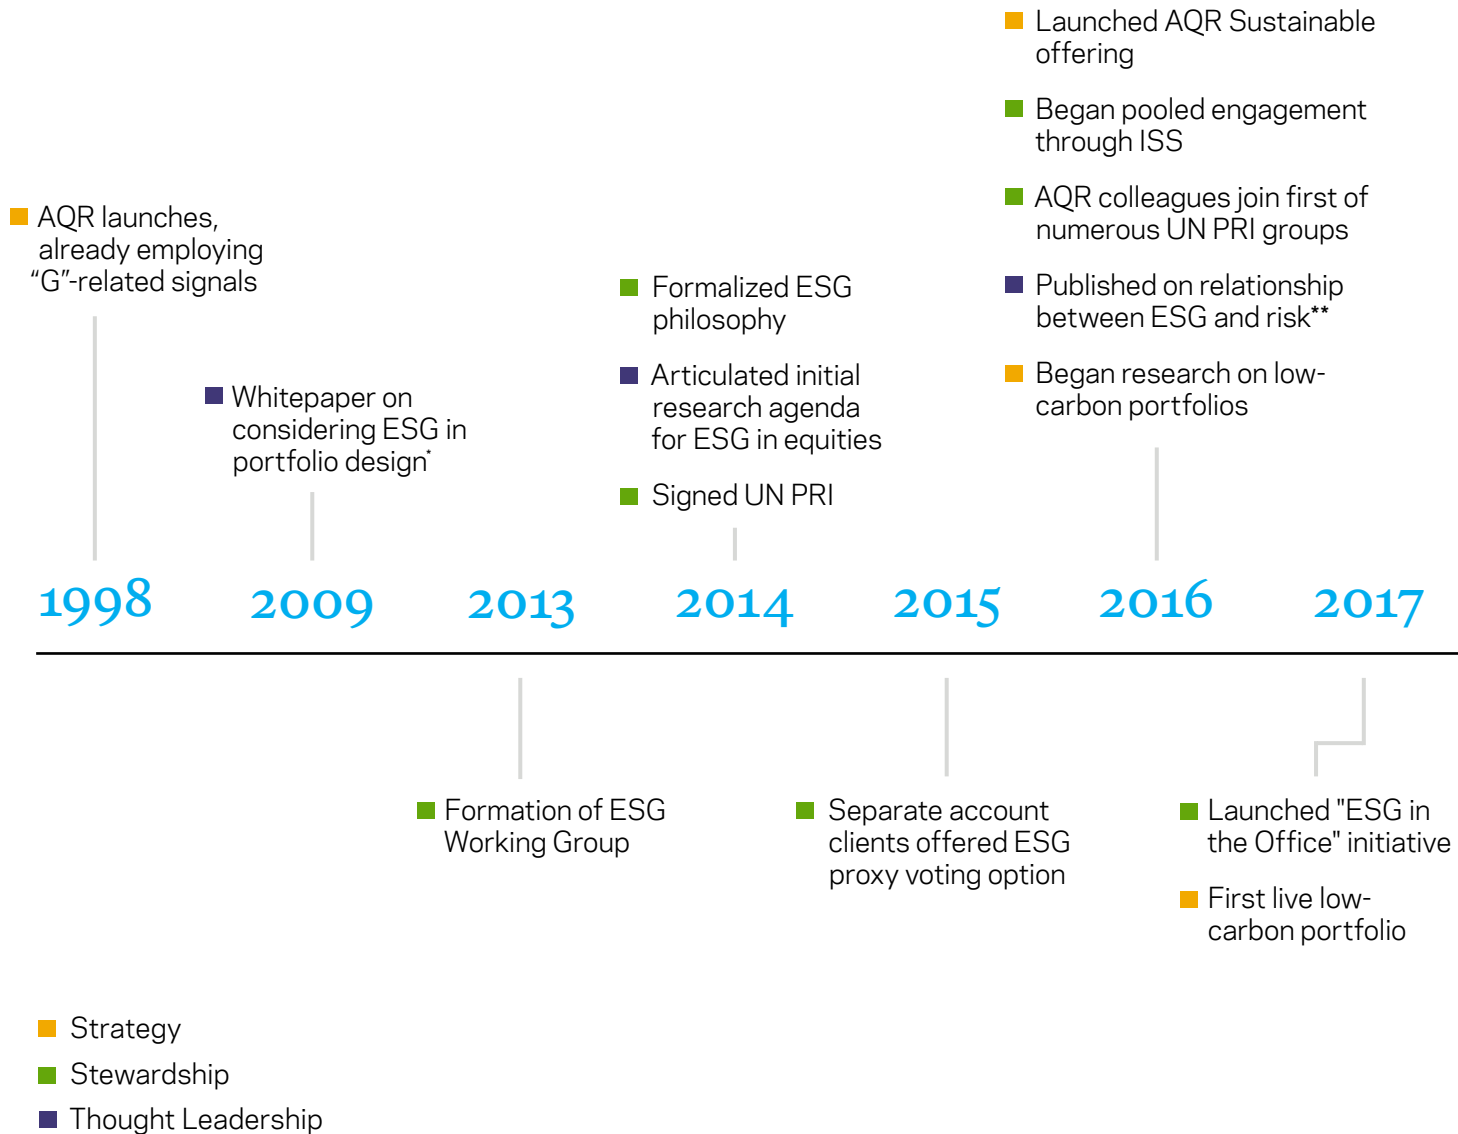 AQR launches,
already employing
“G”-related signals
Whitepaper on
considering ESG in
portfolio design*
Formalized ESG
philosophy
Articulated initial
research agenda
for ESG in equities
Signed UN PRI
Launched AQR Sustainable
offering
Began pooled engagement
through ISS
AQR colleagues join first of
numerous UN PRI groups
Published on relationship
between ESG and risk**
Began research on low-
carbon portfolios
1998
2009
2013
2014
2015
2016
2017
Formation of ESG
Working Group
Separate account
clients offered ESG
proxy voting option
Launched "ESG in
the Office" initiative
First live low-
carbon portfolio
Strategy
Stewardship
Thought Leadership